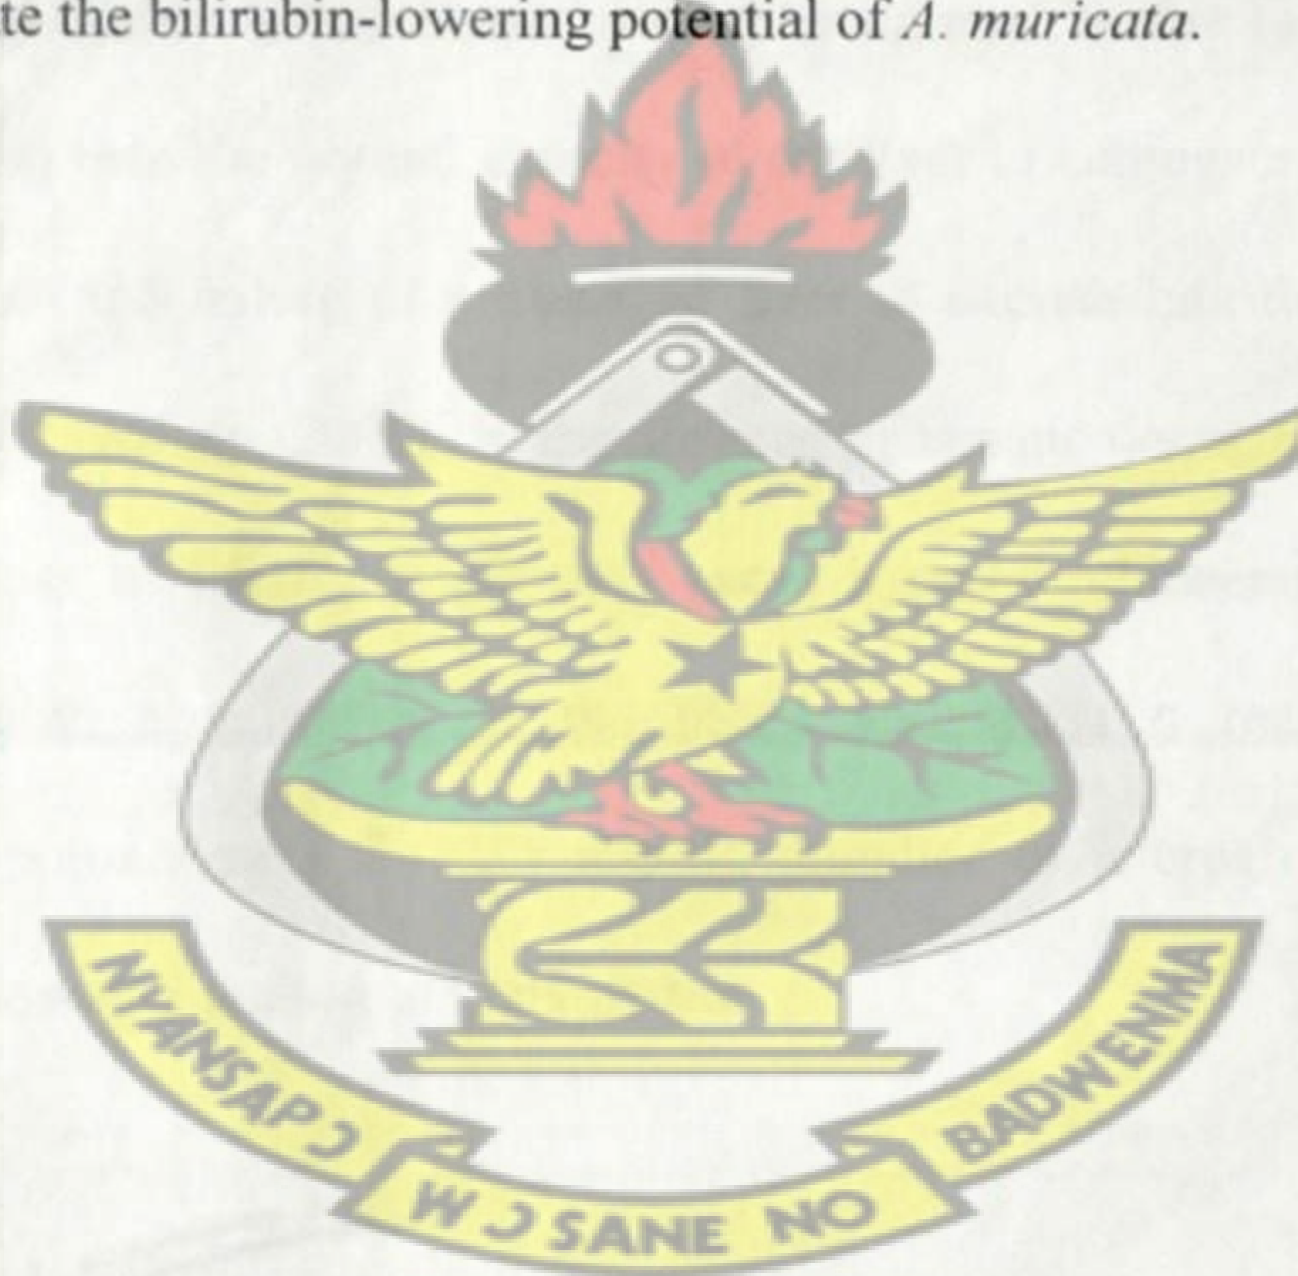 te the bilirubin-lowering potential of A. muricata.
NYANSAPƆ
WƆSANE NO
BADWENMA